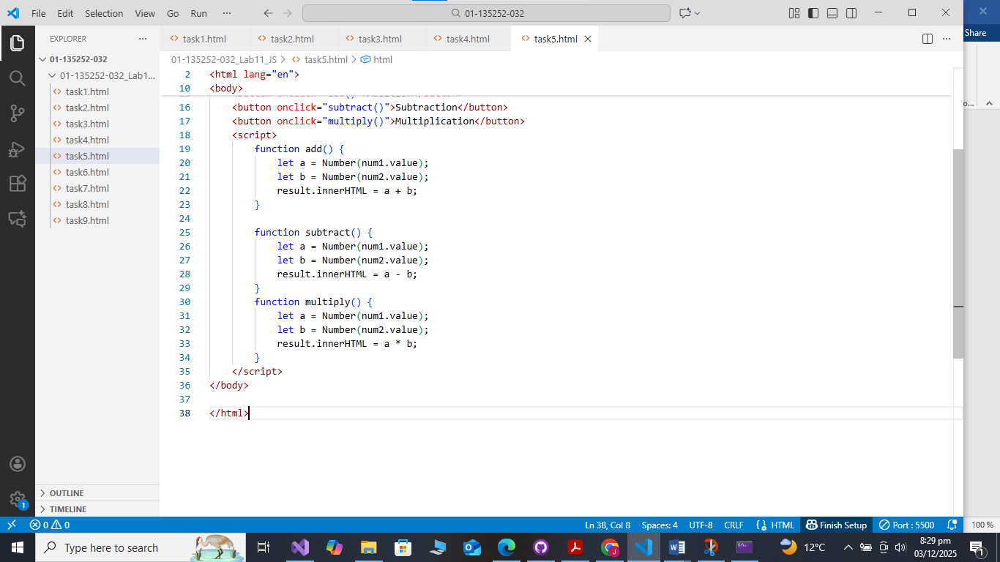 File Edit Selection View Go Run ··· 01-135252-032
Share
EXPLORER ···
task1.html task2.html task3.html task4.html task5.html
01-135252-032
01-135252-032_Lab1...
task1.html
task2.html
task3.html
task4.html
task5.html
task6.html
task7.html
task8.html
task9.html
OUTLINE
TIMELINE
01-135252-032_Lab11_JS > task5.html > html
2 <html lang="en">
10 <body>
16 <button onclick="subtract()">Subtraction</button>
17 <button onclick="multiply()">Multiplication</button>
18 <script>
19 function add() {
20 let a = Number(num1.value);
21 let b = Number(num2.value);
22 result.innerHTML = a + b;
23 }
24
25 function subtract() {
26 let a = Number(num1.value);
27 let b = Number(num2.value);
28 result.innerHTML = a - b;
29 }
30 function multiply() {
31 let a = Number(num1.value);
32 let b = Number(num2.value);
33 result.innerHTML = a * b;
34 }
35 </script>
36 </body>
37
38 </html>
o...
1
0 0 Ln 38, Col 8 Spaces: 4 UTF-8 CRLF {} HTML Finish Setup Port : 5500
100 %
Type here to search
12°C
8:29 pm
03/12/2025
1